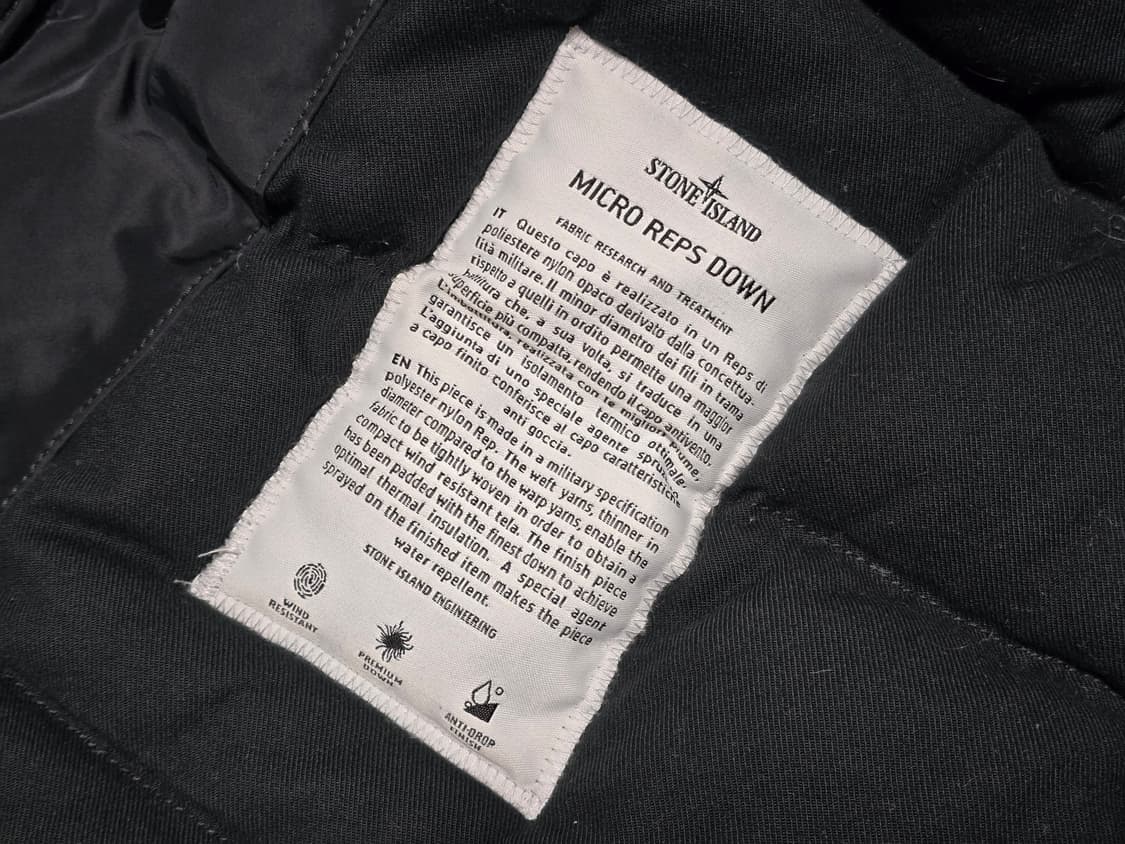 STONE ISLAND
MICRO REPS DOWN
FABRIC RESEARCH AND TREATMENT
IT Questo capo è realizzato in un Reps di
poliestere nylon opaco derivato dalla concettua-
lità militare. Il minor diametro dei fili in trama
rispetto a quelli in ordito permette una maggior
battitura che, a sua volta, si traduce in una
superficie più compatta, rendendo il capo antivento.
L'imbottitura, realizzata con le migliori piume,
garantisce un isolamento termico ottimale.
L'aggiunta di uno speciale agente spruzzato
a capo finito conferisce al capo caratteristiche
anti goccia.
EN This piece is made in a military specification
polyester nylon Rep. The weft yarns, thinner in
diameter compared to the warp yarns, enable the
fabric to be tightly woven in order to obtain a
compact wind resistant tela. The finish piece
has been padded with the finest down to achieve
optimal thermal insulation. A special agent
sprayed on the finished item makes the piece
water repellent.
STONE ISLAND ENGINEERING
WIND
RESISTANT
PREMIUM
DOWN
ANTI-DROP
FINISH